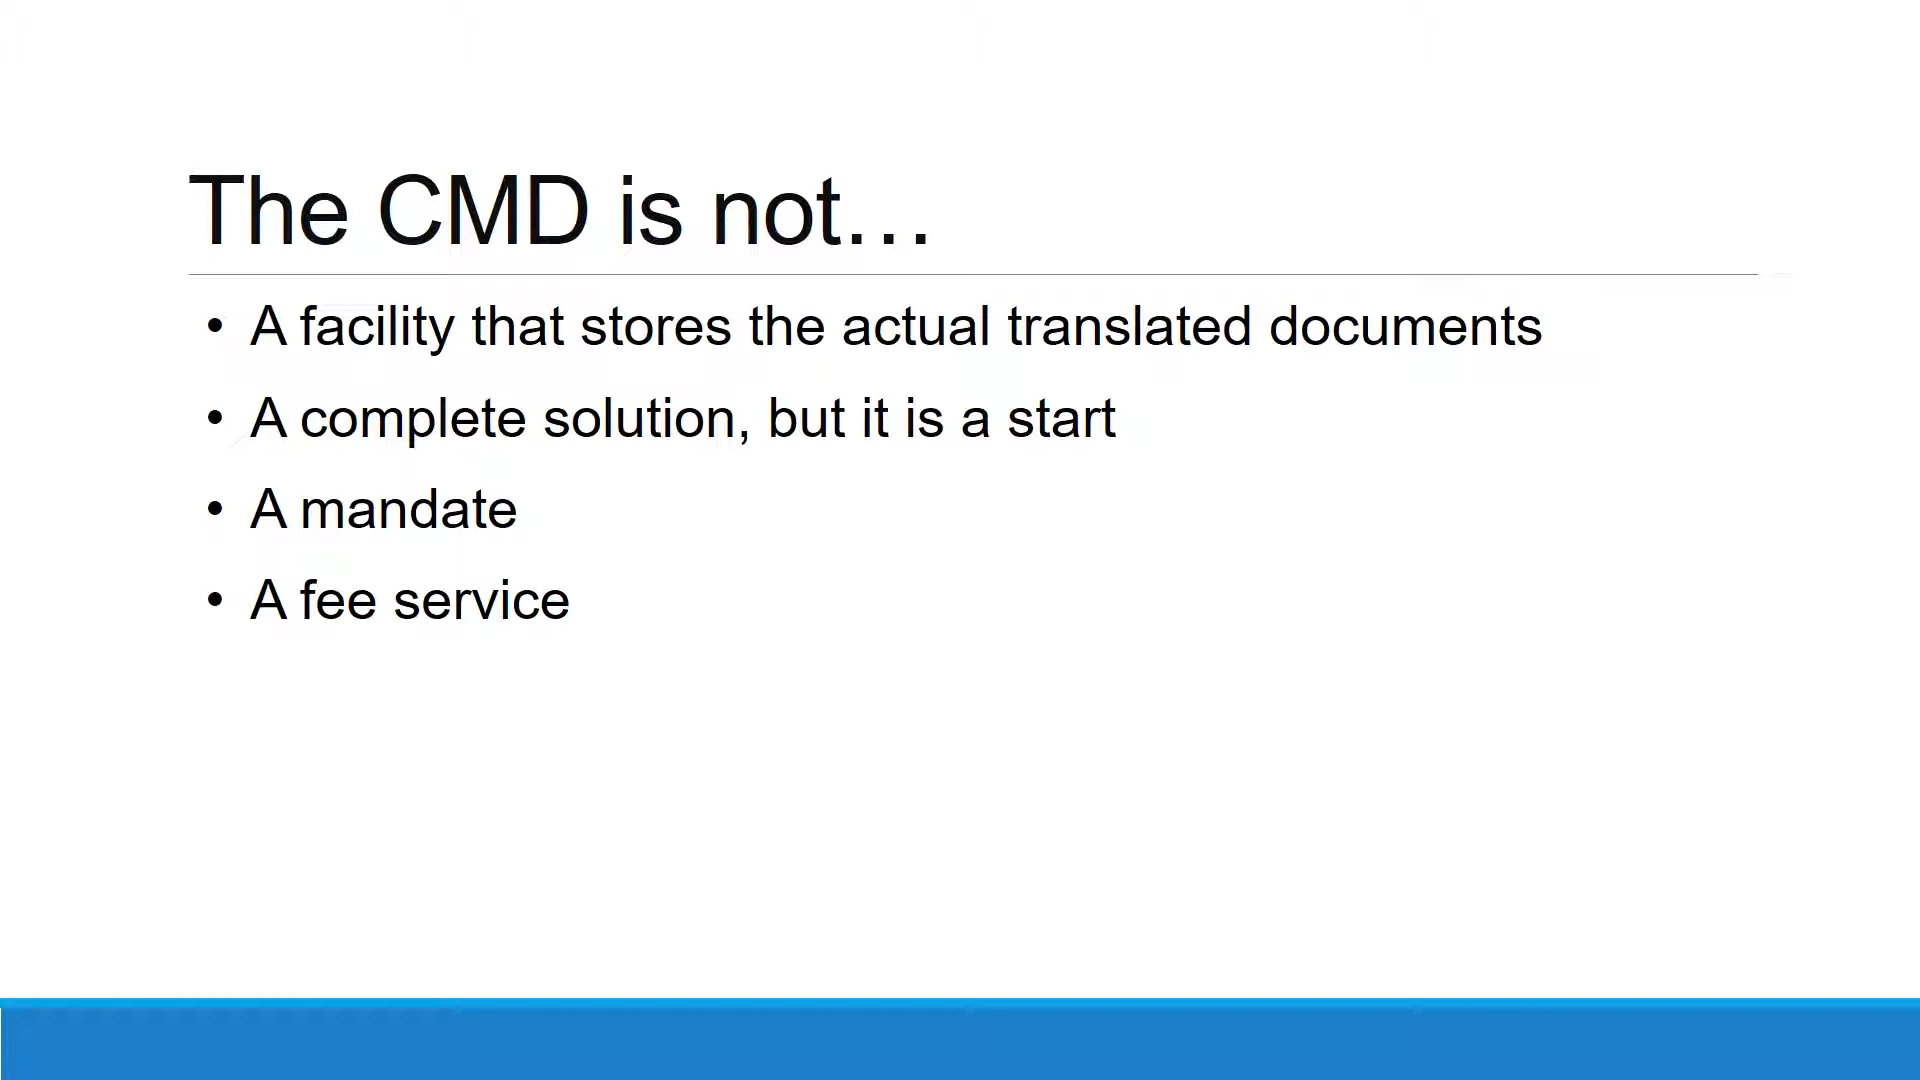 The CMD is not…
• A facility that stores the actual translated documents
• A complete solution, but it is a start
• A mandate
• A fee service